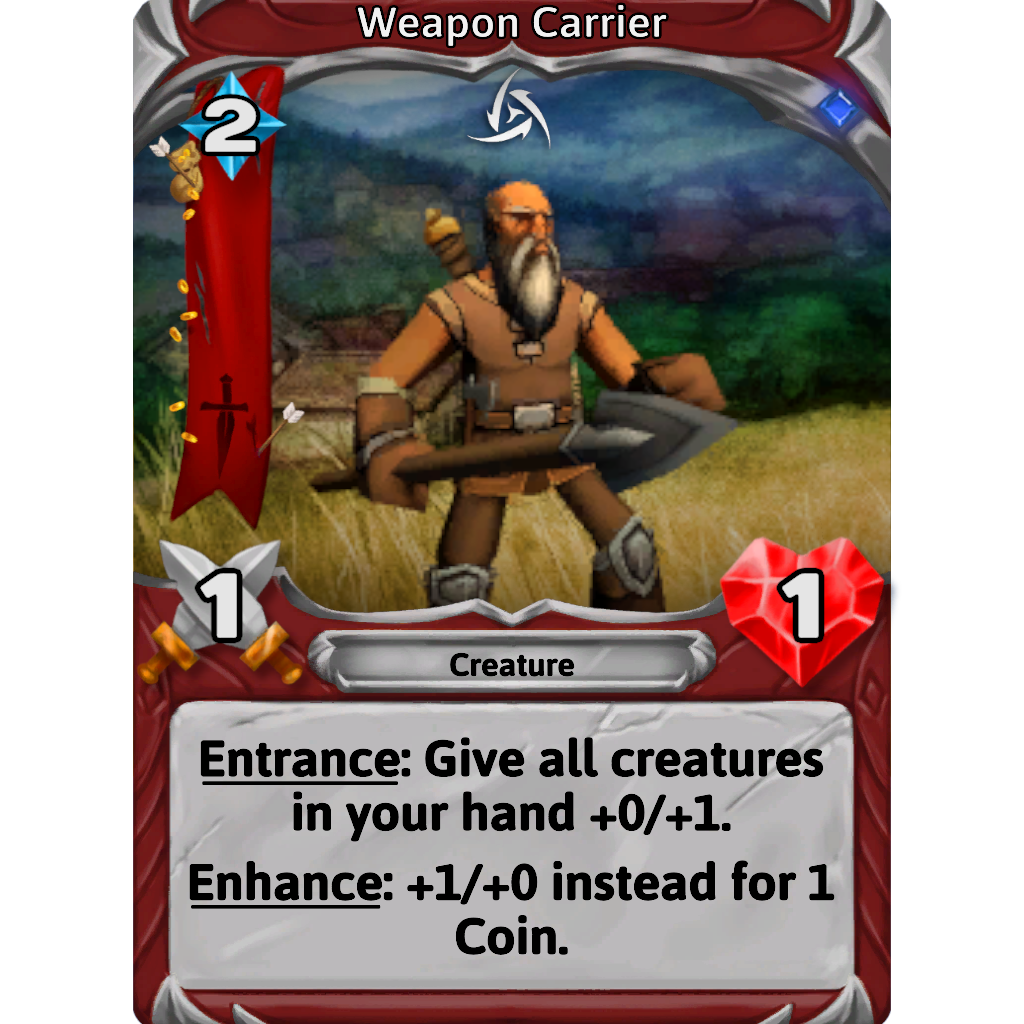 Weapon Carrier
2
1
1
Creature
Entrance: Give all creatures
in your hand +0/+1.
Enhance: +1/+0 instead for 1
Coin.